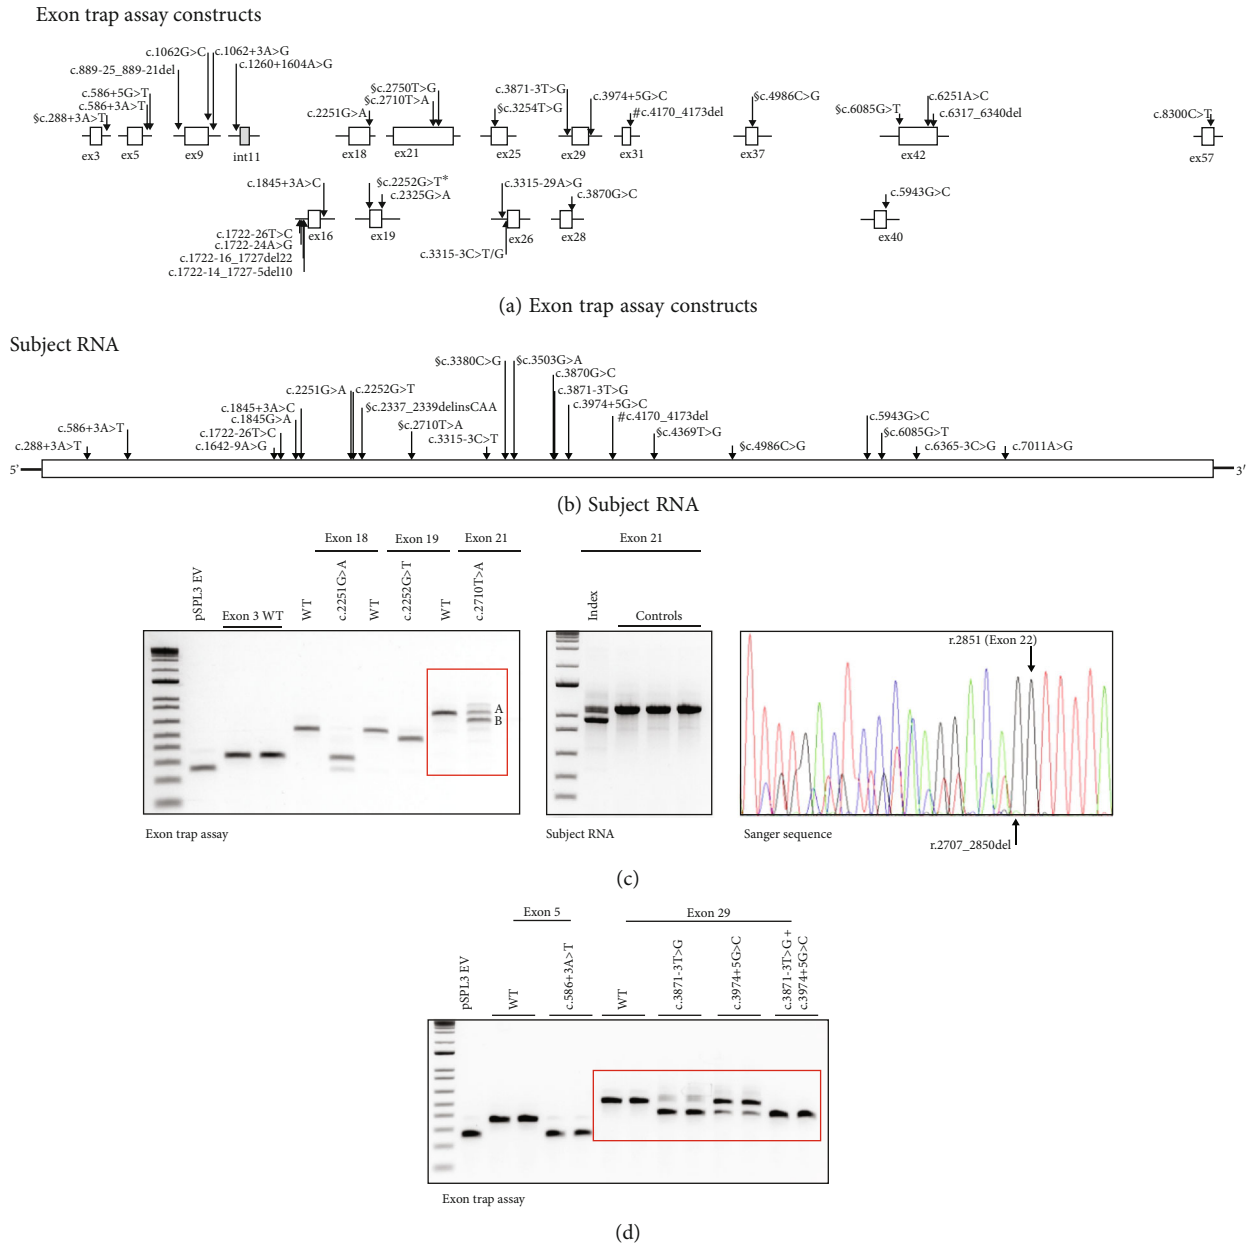 Exon trap assay constructs
c.1062G>C
c.1062+3A>G
c.889-25_889-21del
c.1260+1604A>G
c.586+5G>T
c.586+3A>T
§c.288+3A>T
c.2251G>A
§c.2750T>G
§c.2710T>A
§c.3254T>G
c.3871-3T>G
c.3974+5G>C
#c.4170_4173del
§c.4986C>G
§c.6085G>T
c.6251A>C
c.6317_6340del
c.8300C>T
ex3
ex5
ex9
int11
ex18
ex21
ex25
ex29
ex31
ex37
ex42
ex57
c.1845+3A>C
§c.2252G>T*
c.2325G>A
c.3315-29A>G
c.3870G>C
c.5943G>C
ex16
ex19
ex26
ex28
ex40
c.1722-26T>C
c.1722-24A>G
c.1722-16_1727del22
c.1722-14_1727-5del10
c.3315-3C>T/G
(a) Exon trap assay constructs
Subject RNA
§c.3380C>G
§c.3503G>A
c.3870G>C
c.3871-3T>G
c.3974+5G>C
#c.4170_4173del
§c.4369T>G
§c.4986C>G
c.2251G>A
c.2252G>T
c.1845+3A>C
§c.2337_2339delinsCAA
c.1845G>A
§c.2710T>A
c.1722-26T>C
c.3315-3C>T
c.1642-9A>G
c.586+3A>T
c.288+3A>T
c.5943G>C
§c.6085G>T
c.6365-3C>G
c.7011A>G
5'
3'
(b) Subject RNA
Exon 18
Exon 19
Exon 21
Exon 21
pSPL3 EV
Exon 3 WT
WT
c.2251G>A
WT
c.2252G>T
WT
c.2710T>A
Index
Controls
A
B
r.2851 (Exon 22)
r.2707_2850del
Exon trap assay
Subject RNA
Sanger sequence
(c)
Exon 5
Exon 29
pSPL3 EV
WT
c.586+3A>T
WT
c.3871-3T>G
c.3974+5G>C
c.3871-3T>G +
c.3974+5G>C
Exon trap assay
(d)